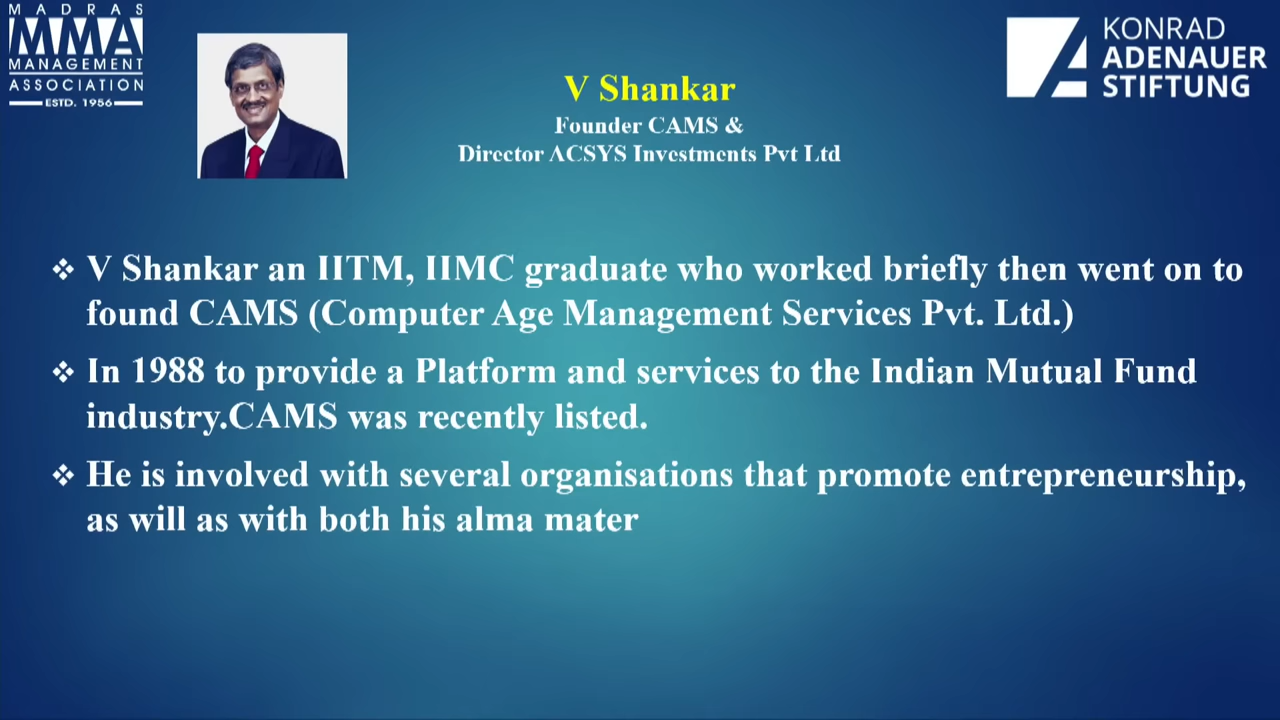 MADRAS
MMA
MANAGEMENT
ASSOCIATION
ESTD. 1956
KONRAD
ADENAUER
STIFTUNG
V Shankar
Founder CAMS &
Director ACSYS Investments Pvt Ltd
❖ V Shankar an IITM, IIMC graduate who worked briefly then went on to
found CAMS (Computer Age Management Services Pvt. Ltd.)
❖ In 1988 to provide a Platform and services to the Indian Mutual Fund
industry.CAMS was recently listed.
❖ He is involved with several organisations that promote entrepreneurship,
as will as with both his alma mater